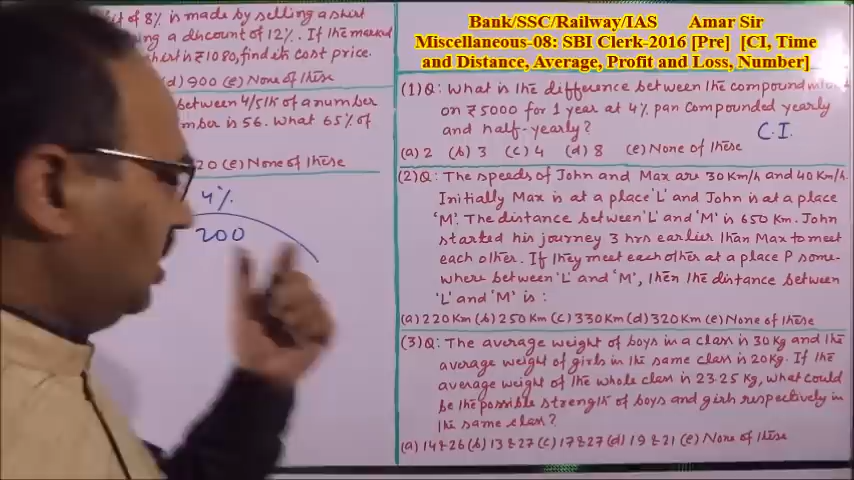 Bank/SSC/Railway/IAS Amar Sir
Miscellaneous-08: SBI Clerk-2016 [Pre] [CI, Time
and Distance, Average, Profit and Loss, Number]
of 8% is made by selling a shirt
a discount of 12%. If the marked
shirt is ₹1080, find its cost price.
(d) 900 (e) None of these
between 4/5th of a number
is 56. What 65% of
20 (e) None of these
4%
200
(1)Q: What is the difference between the compound
on ₹5000 for 1 year at 4% pan Compounded yearly
and half-yearly?
C.I.
(a) 2 (b) 3 (c) 4 (d) 8 (e) None of these
(2)Q: The speeds of John and Max are 30 Km/h and 40 Km/h.
Initially Max is at a place 'L' and John is at a place
'M'. The distance between 'L' and 'M' is 650 Km. John
started his journey 3 hrs earlier than Max to meet
each other. If they meet each other at a place P some-
where between 'L' and 'M', then the distance between
'L' and 'M' is :
(a) 220 Km (b) 250 Km (c) 330 Km (d) 320 Km (e) None of these
(3)Q: The average weight of boys in a class is 30 Kg and the
average weight of girls in the same class is 20 Kg. If the
average weight of the whole class is 23.25 Kg, what could
be the possible strength of boys and girls respectively in
the same class?
(a) 14 & 26 (b) 13 & 27 (c) 17 & 27 (d) 19 & 21 (e) None of these